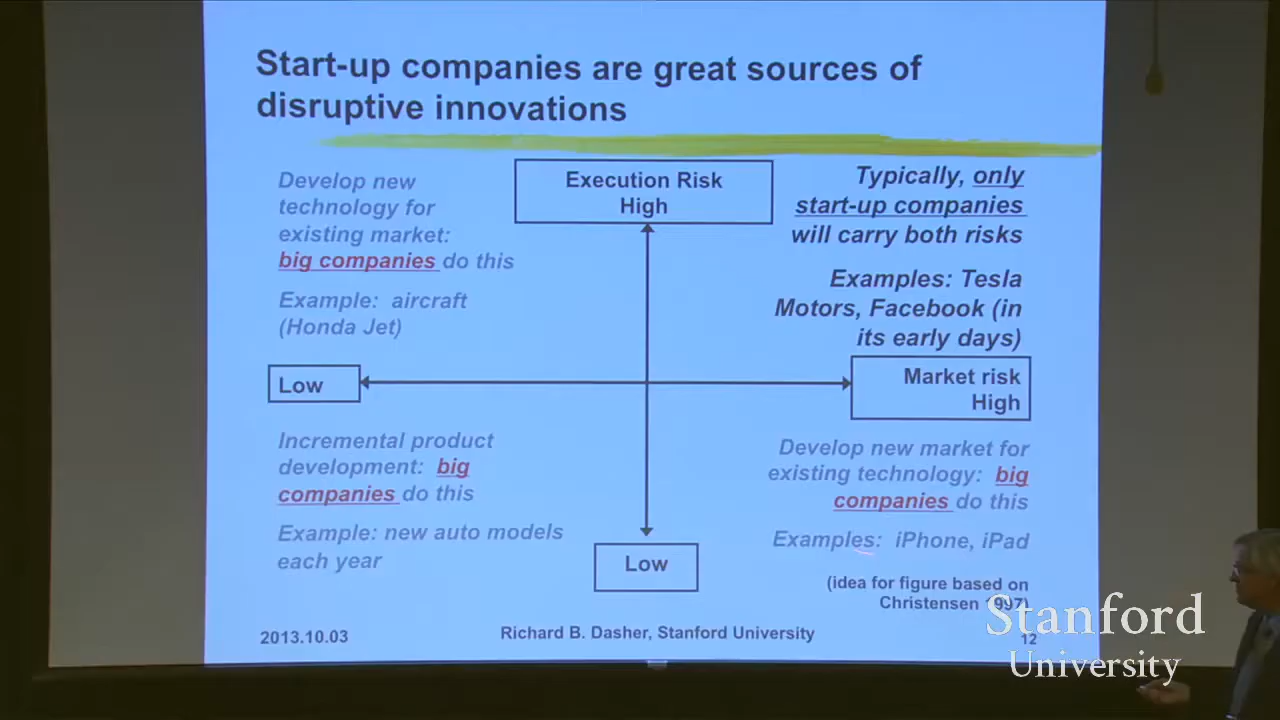 Start-up companies are great sources of
disruptive innovations
Develop new
technology for
existing market:
big companies do this
Example: aircraft
(Honda Jet)
Execution Risk
High
Typically, only
start-up companies
will carry both risks
Examples: Tesla
Motors, Facebook (in
its early days)
Low
Market risk
High
Incremental product
development: big
companies do this
Example: new auto models
each year
Low
Develop new market for
existing technology: big
companies do this
Examples: iPhone, iPad
(idea for figure based on
Christensen 1997)
2013.10.03
Richard B. Dasher, Stanford University
12
Stanford
University